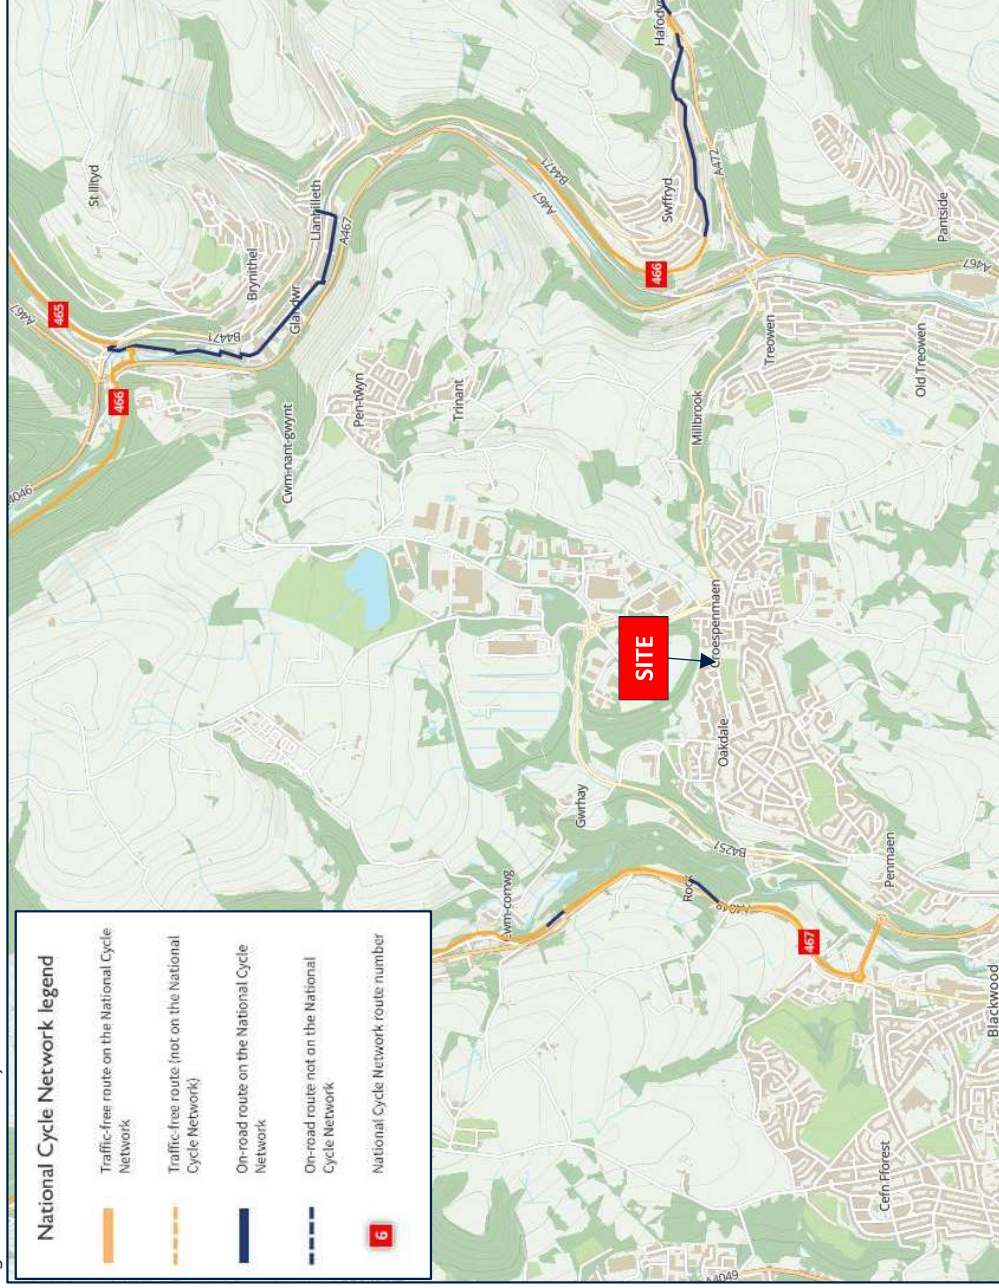 National Cycle Network legend
Traffic-free route on the National Cycle
Network
Traffic-free route (not on the National
Cycle Network)
On-road route on the National Cycle
Network
On-road route not on the National
Cycle Network
6
National Cycle Network route number
A4049
Cefn Fforest
Blackwood
467
Penmaen
B4251
Gwrhay
Oakdale
SITE
Croespenmaen
Cwm-nant-gwynt
Pen-twyn
Trinant
Millbrook
Treowen
Old Treowen
466
465
A467
B4471
Brynithel
St Illtyd
Llanhilleth
A467
A467
B4471
466
Swffryd
A472
Pantside
A467